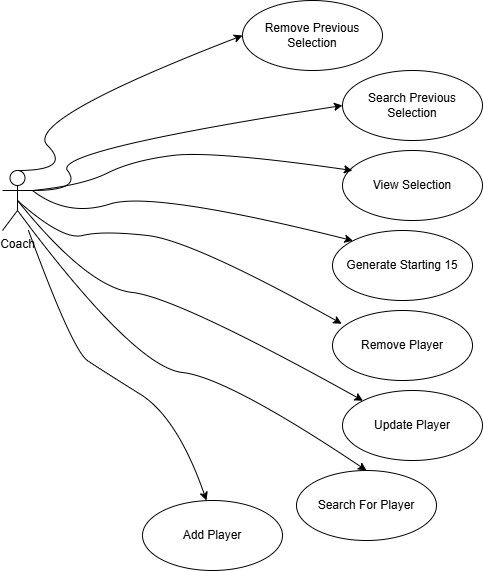 Remove Previous
Selection
Search Previous
Selection
View Selection
Coach
Generate Starting 15
Remove Player
Update Player
Search For Player
Add Player